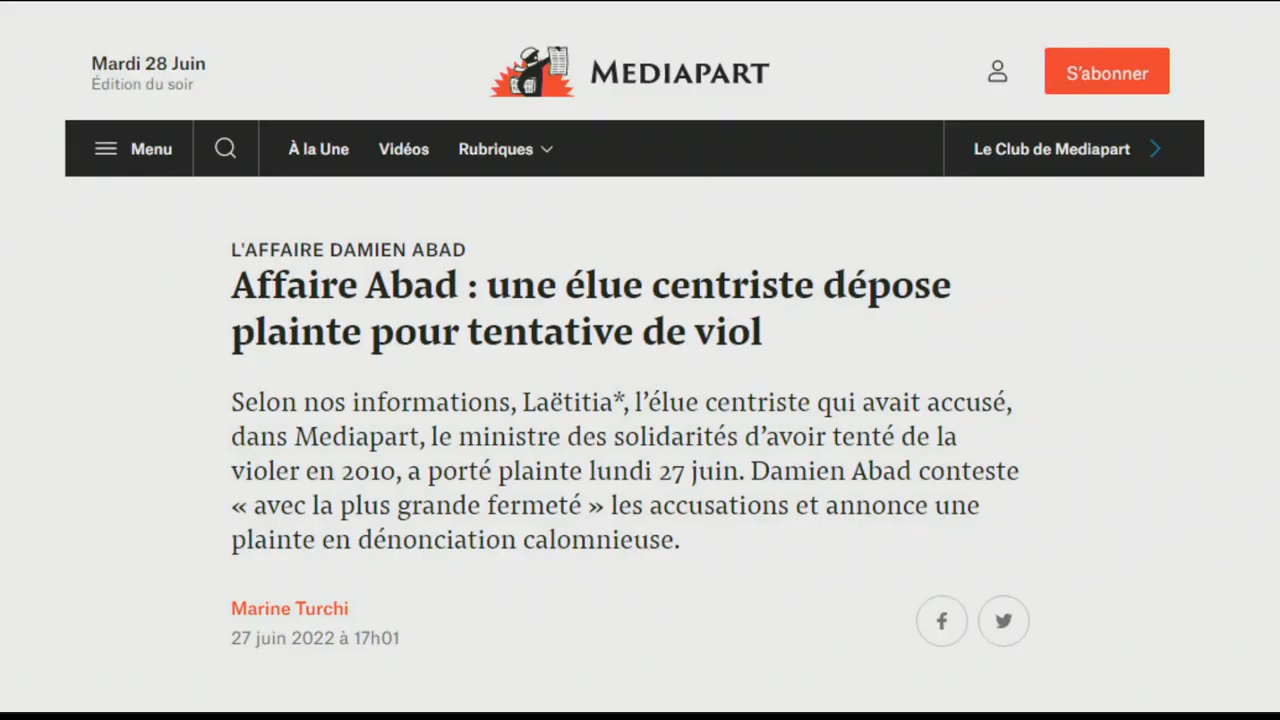 Mardi 28 Juin
Édition du soir
MEDIAPART
S'abonner
Menu
À la Une
Vidéos
Rubriques
Le Club de Mediapart
L'AFFAIRE DAMIEN ABAD
Affaire Abad : une élue centriste dépose
plainte pour tentative de viol
Selon nos informations, Laëtitia*, l’élue centriste qui avait accusé,
dans Mediapart, le ministre des solidarités d’avoir tenté de la
violer en 2010, a porté plainte lundi 27 juin. Damien Abad conteste
« avec la plus grande fermeté » les accusations et annonce une
plainte en dénonciation calomnieuse.
Marine Turchi
27 juin 2022 à 17h01